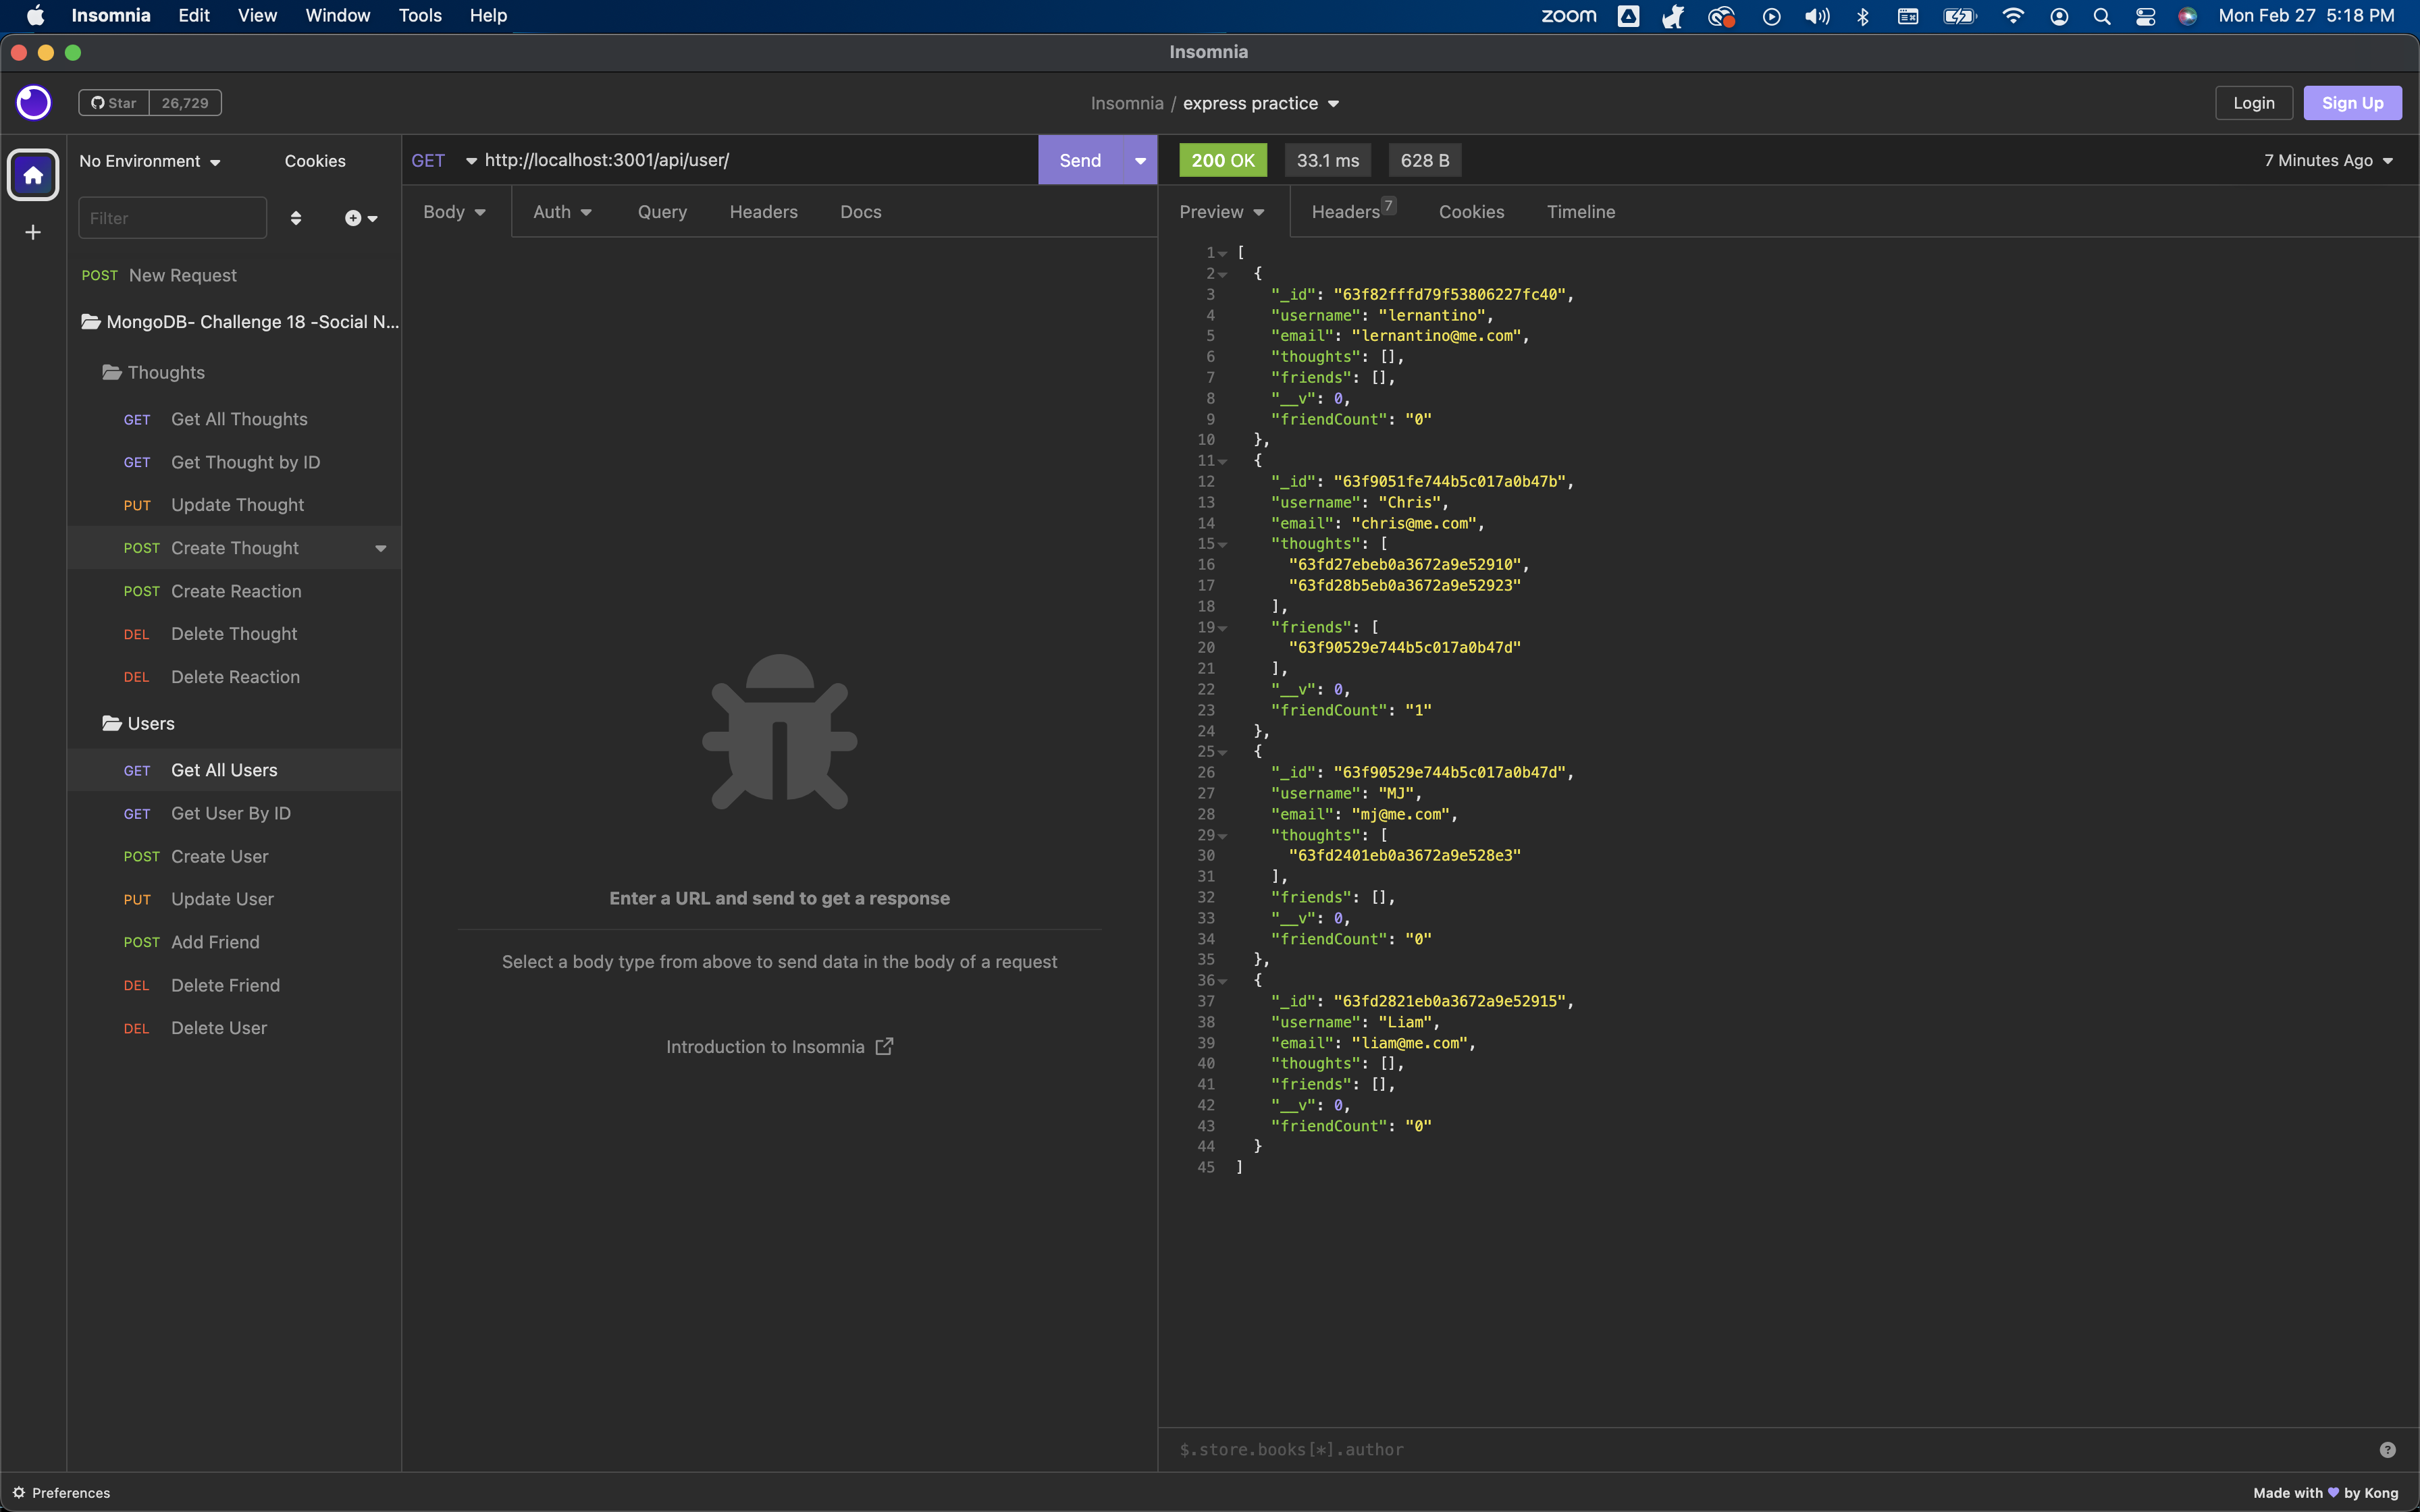 Insomnia Edit View Window Tools Help zoom Mon Feb 27 5:18 PM
Insomnia
Star 26,729 Insomnia / express practice Login Sign Up
No Environment Cookies
Filter
POST New Request
MongoDB- Challenge 18 -Social N...
Thoughts
GET Get All Thoughts
GET Get Thought by ID
PUT Update Thought
POST Create Thought
POST Create Reaction
DEL Delete Thought
DEL Delete Reaction
Users
GET Get All Users
GET Get User By ID
POST Create User
PUT Update User
POST Add Friend
DEL Delete Friend
DEL Delete User
GET http://localhost:3001/api/user/ Send
Body Auth Query Headers Docs
Enter a URL and send to get a response
Select a body type from above to send data in the body of a request
Introduction to Insomnia
200 OK 33.1 ms 628 B 7 Minutes Ago
Preview Headers 7 Cookies Timeline
1 [
2 {
3 "_id": "63f82fffd79f53806227fc40",
4 "username": "lernantino",
5 "email": "lernantino@me.com",
6 "thoughts": [],
7 "friends": [],
8 "__v": 0,
9 "friendCount": "0"
10 },
11 {
12 "_id": "63f9051fe744b5c017a0b47b",
13 "username": "Chris",
14 "email": "chris@me.com",
15 "thoughts": [
16 "63fd27ebeb0a3672a9e52910",
17 "63fd28b5eb0a3672a9e52923"
18 ],
19 "friends": [
20 "63f90529e744b5c017a0b47d"
21 ],
22 "__v": 0,
23 "friendCount": "1"
24 },
25 {
26 "_id": "63f90529e744b5c017a0b47d",
27 "username": "MJ",
28 "email": "mj@me.com",
29 "thoughts": [
30 "63fd2401eb0a3672a9e528e3"
31 ],
32 "friends": [],
33 "__v": 0,
34 "friendCount": "0"
35 },
36 {
37 "_id": "63fd2821eb0a3672a9e52915",
38 "username": "Liam",
39 "email": "liam@me.com",
40 "thoughts": [],
41 "friends": [],
42 "__v": 0,
43 "friendCount": "0"
44 }
45 ]
$.store.books[*].author
Preferences Made with 💜 by Kong